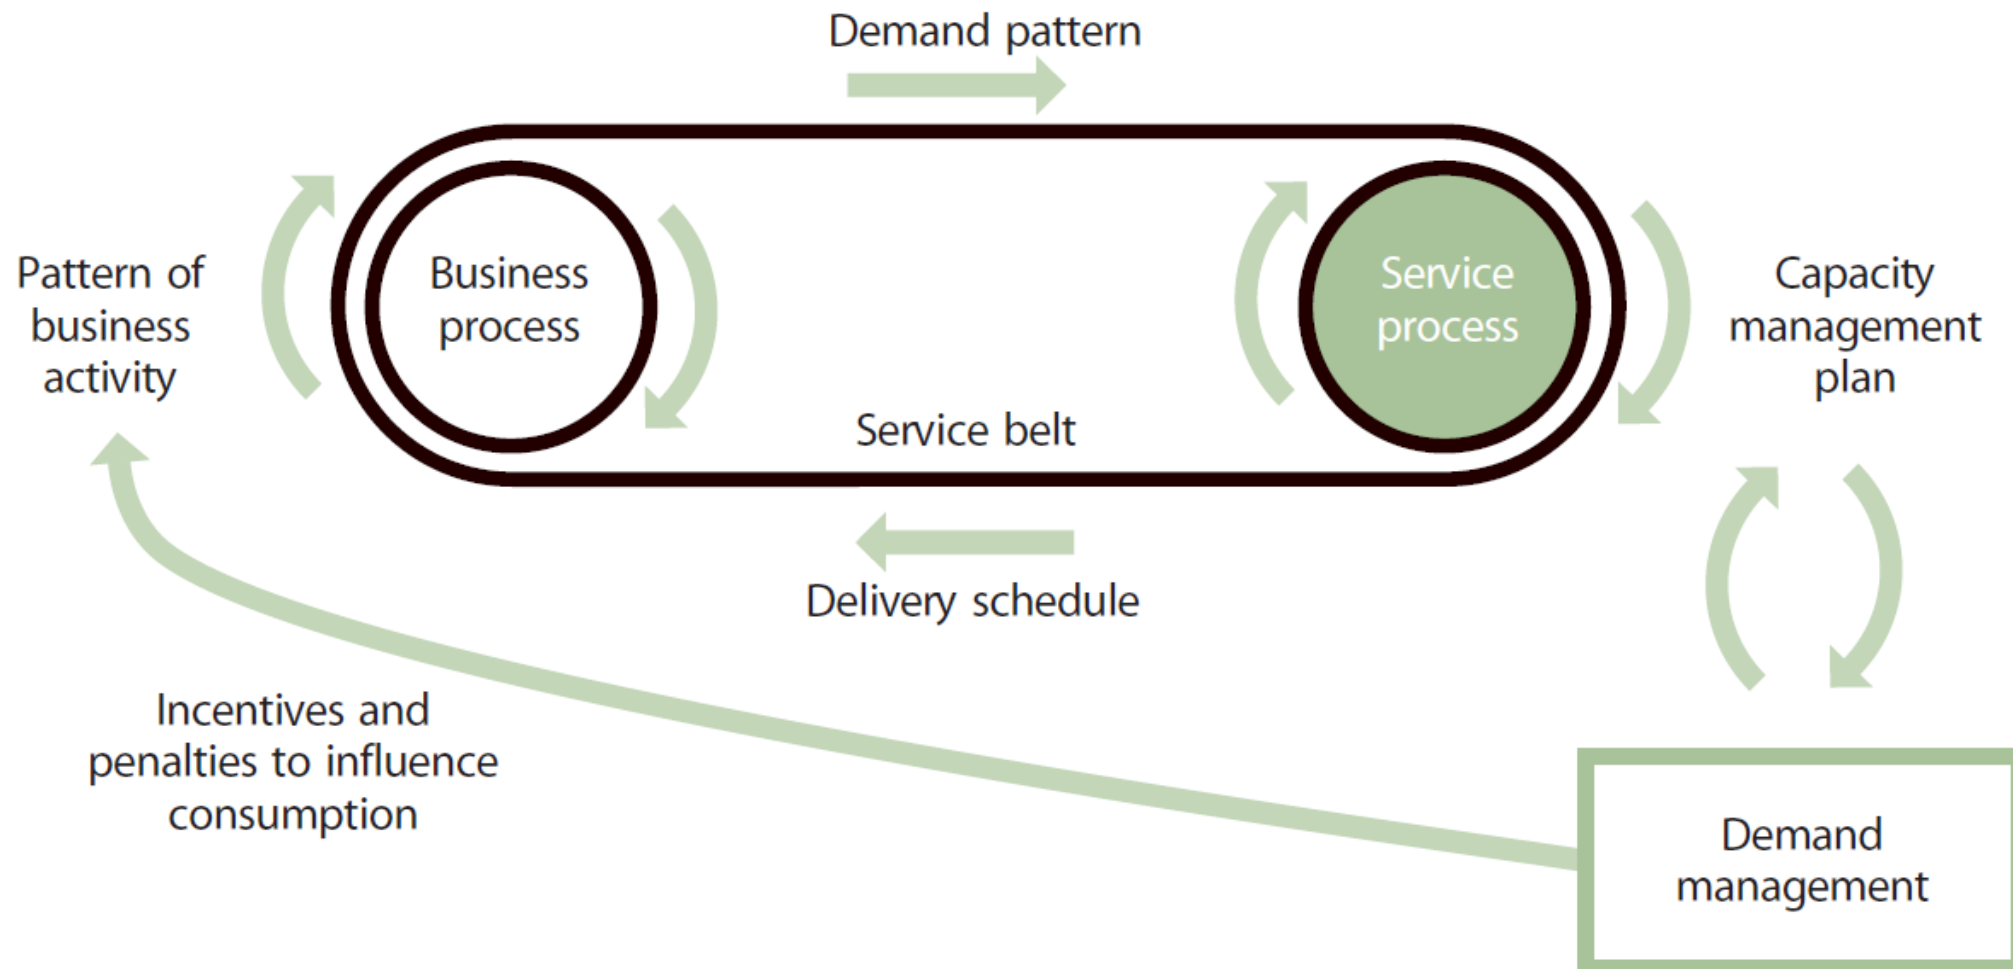 Demand pattern
Pattern of
business
activity
Business
process
Service
process
Capacity
management
plan
Service belt
Delivery schedule
Incentives and
penalties to influence
consumption
Demand
management